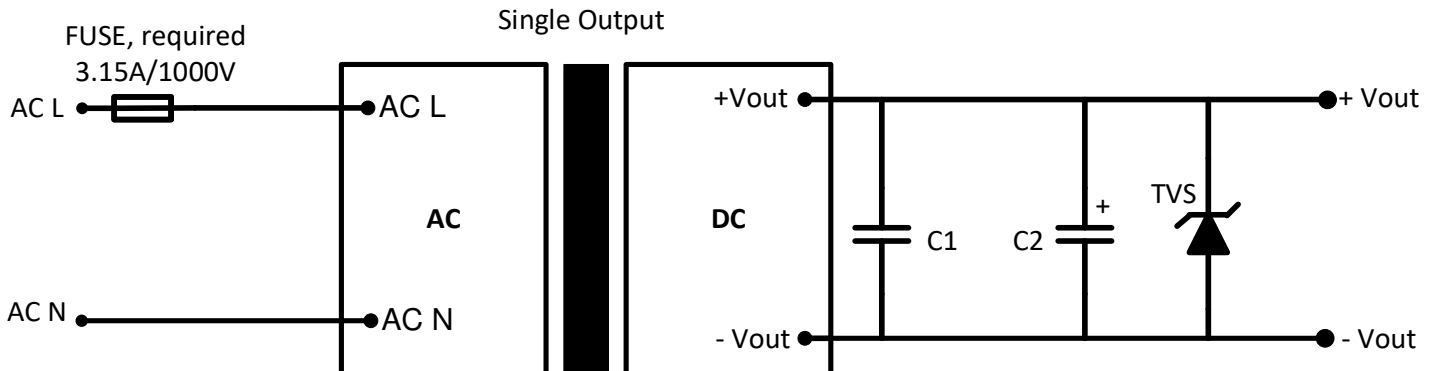 Single Output
FUSE, required
3.15A/1000V
AC L
AC L
+Vout
+ Vout
TVS
+
AC
DC
C1
C2
AC N
AC N
- Vout
- Vout